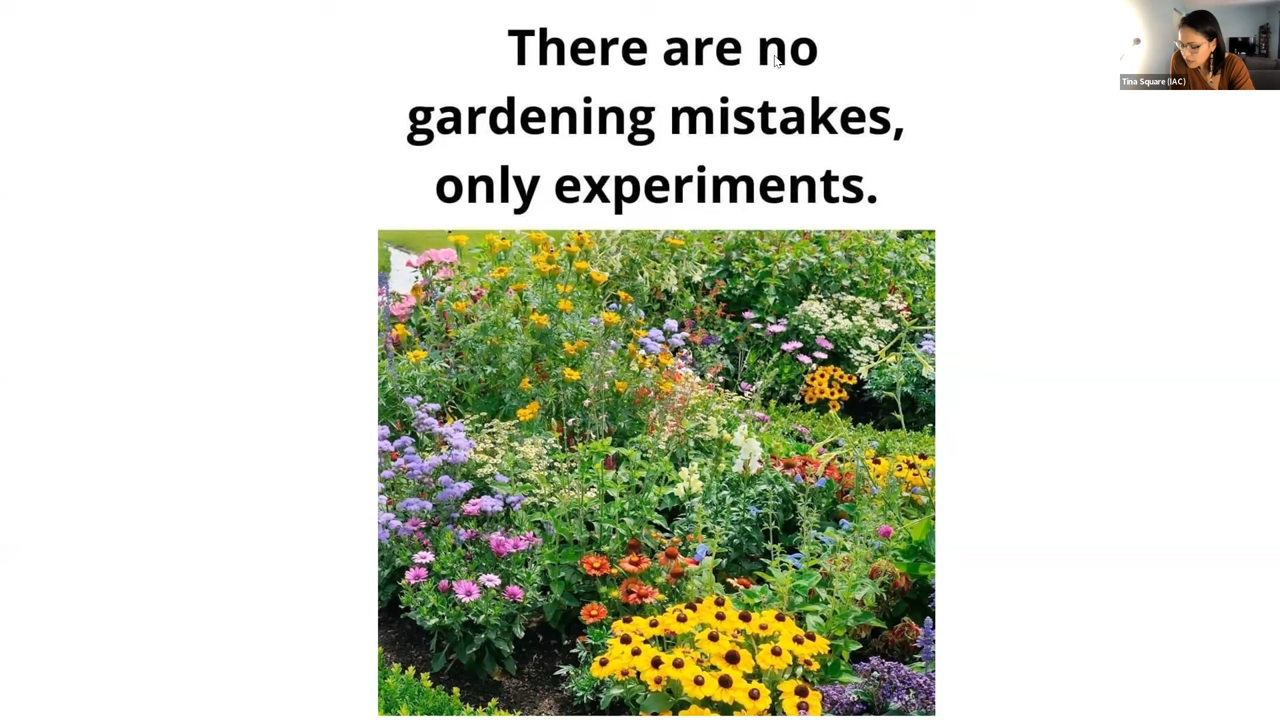 There are no
gardening mistakes,
only experiments.
Tina Square (IAC)